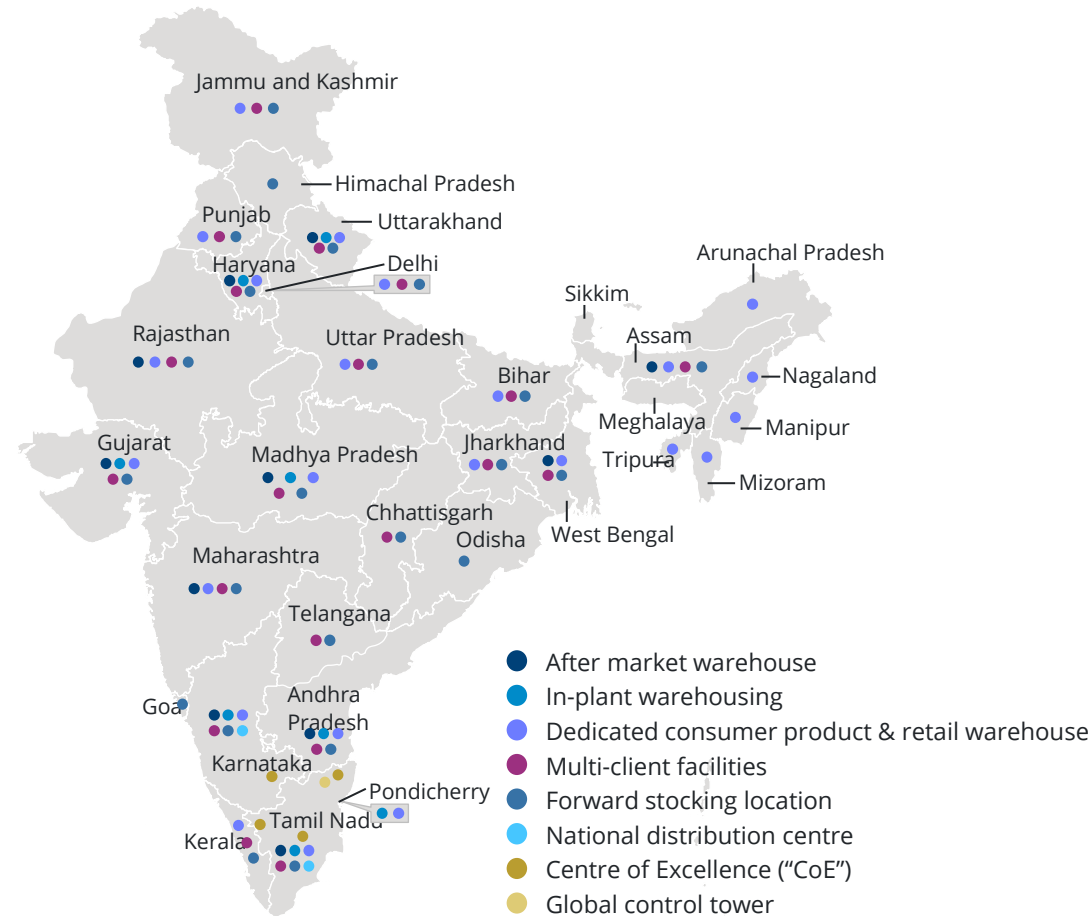 Jammu and Kashmir
Himachal Pradesh
Punjab
Uttarakhand
Haryana
Delhi
Arunachal Pradesh
Sikkim
Rajasthan
Uttar Pradesh
Assam
Bihar
Nagaland
Meghalaya
Manipur
Gujarat
Madhya Pradesh
Jharkhand
Tripura
Mizoram
Chhattisgarh
West Bengal
Odisha
Maharashtra
Telangana
After market warehouse
In-plant warehousing
Goa
Andhra
Pradesh
Dedicated consumer product & retail warehouse
Karnataka
Multi-client facilities
Pondicherry
Forward stocking location
Tamil Nadu
Kerala
National distribution centre
Centre of Excellence (“CoE”)
Global control tower